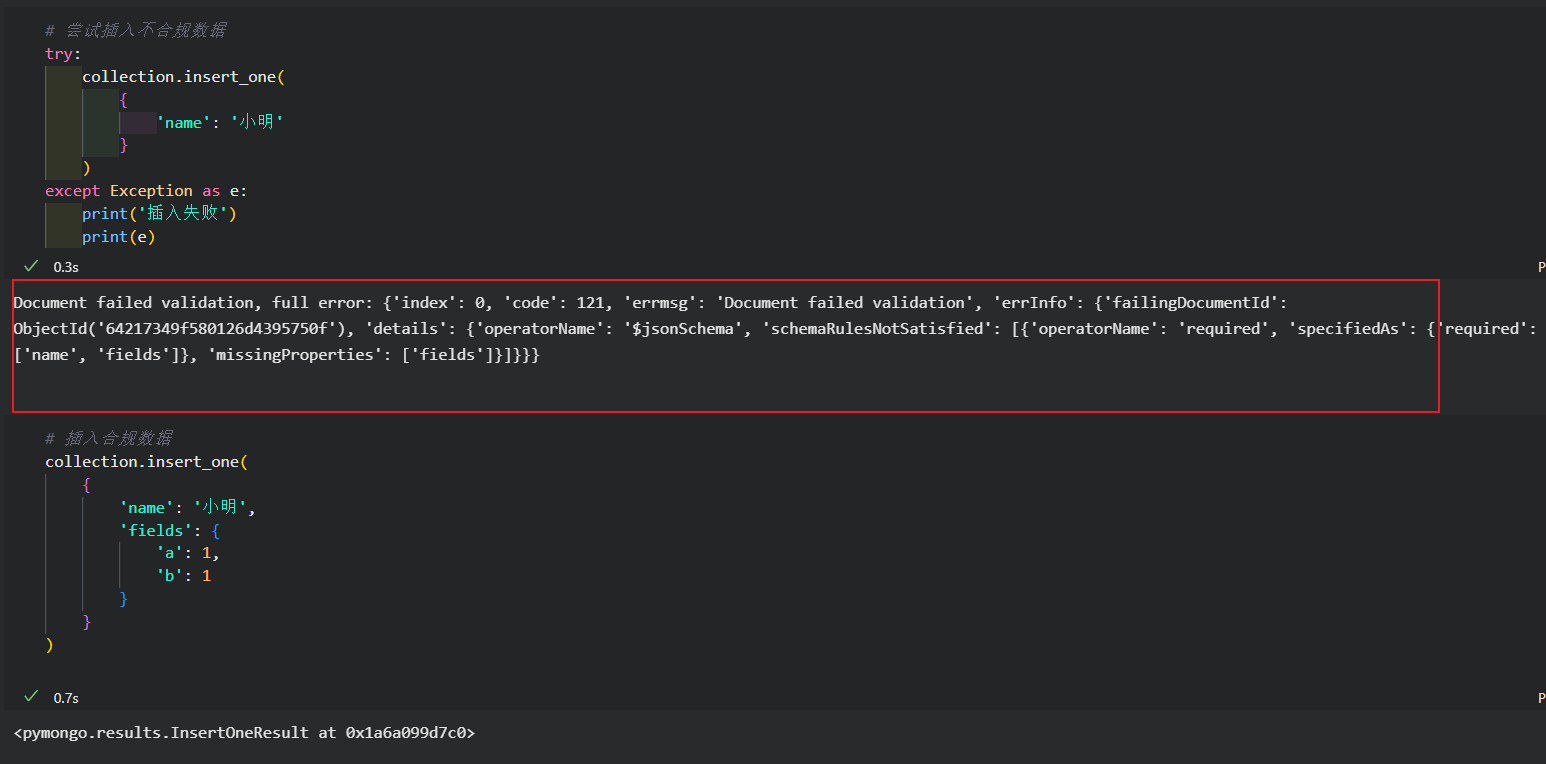 # 尝试插入不合规数据
try:
collection.insert_one(
{
'name': '小明'
}
)
except Exception as e:
print('插入失败')
print(e)
0.3s
P
Document failed validation, full error: {'index': 0, 'code': 121, 'errmsg': 'Document failed validation', 'errInfo': {'failingDocumentId':
ObjectId('64217349f580126d4395750f'), 'details': {'operatorName': '$jsonSchema', 'schemaRulesNotSatisfied': [{'operatorName': 'required', 'specifiedAs': {'required':
['name', 'fields']}, 'missingProperties': ['fields']}]}}}
# 插入合规数据
collection.insert_one(
{
'name': '小明',
'fields': {
'a': 1,
'b': 1
}
}
)
0.7s
P
<pymongo.results.InsertOneResult at 0x1a6a099d7c0>